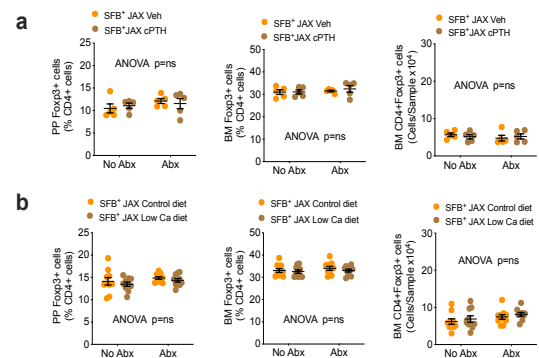 a
SFB+ JAX Veh
SFB+JAX cPTH
PP Foxp3+ cells
(% CD4+ cells)
25
20
15
10
5
0
ANOVA p=ns
No Abx
Abx
SFB+ JAX Veh
SFB+JAX cPTH
BM Foxp3+ cells
(% CD4+ cells)
50
40
30
20
10
0
ANOVA p=ns
No Abx
Abx
SFB+ JAX Veh
SFB+JAX cPTH
BM CD4+Foxp3+ cells
(Cells/Sample x10⁴)
30
20
10
0
ANOVA p=ns
No Abx
Abx
b
SFB+ JAX Control diet
SFB+ JAX Low Ca diet
PP Foxp3+ cells
(% CD4+ cells)
25
20
15
10
5
0
ANOVA p=ns
No Abx
Abx
SFB+ JAX Control diet
SFB+ JAX Low Ca diet
BM Foxp3+ cells
(% CD4+ cells)
50
40
30
20
10
0
ANOVA p=ns
No Abx
Abx
SFB+ JAX Control diet
SFB+ JAX Low Ca diet
BM CD4+Foxp3+ cells
(Cells/Sample x10⁴)
30
20
10
0
ANOVA p=ns
No Abx
Abx